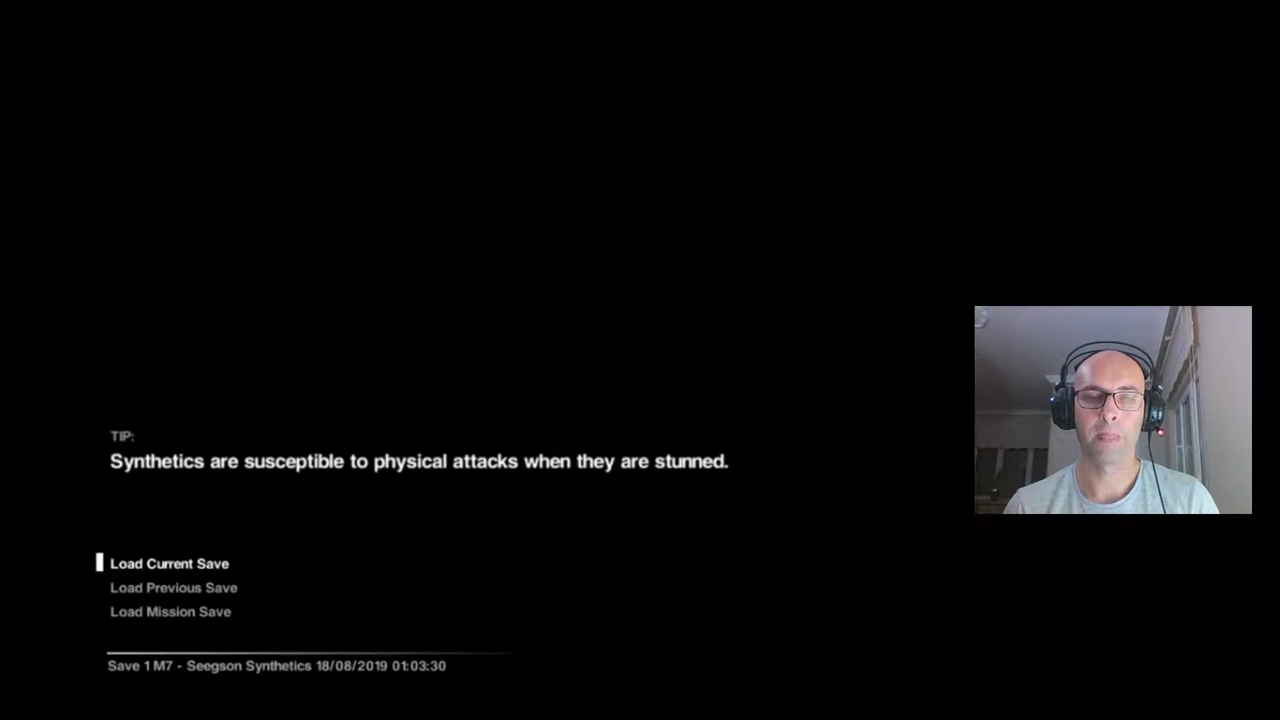 TIP:
Synthetics are susceptible to physical attacks when they are stunned.
Load Current Save
Load Previous Save
Load Mission Save
Save 1 M7 - Seegson Synthetics 18/08/2019 01:03:30